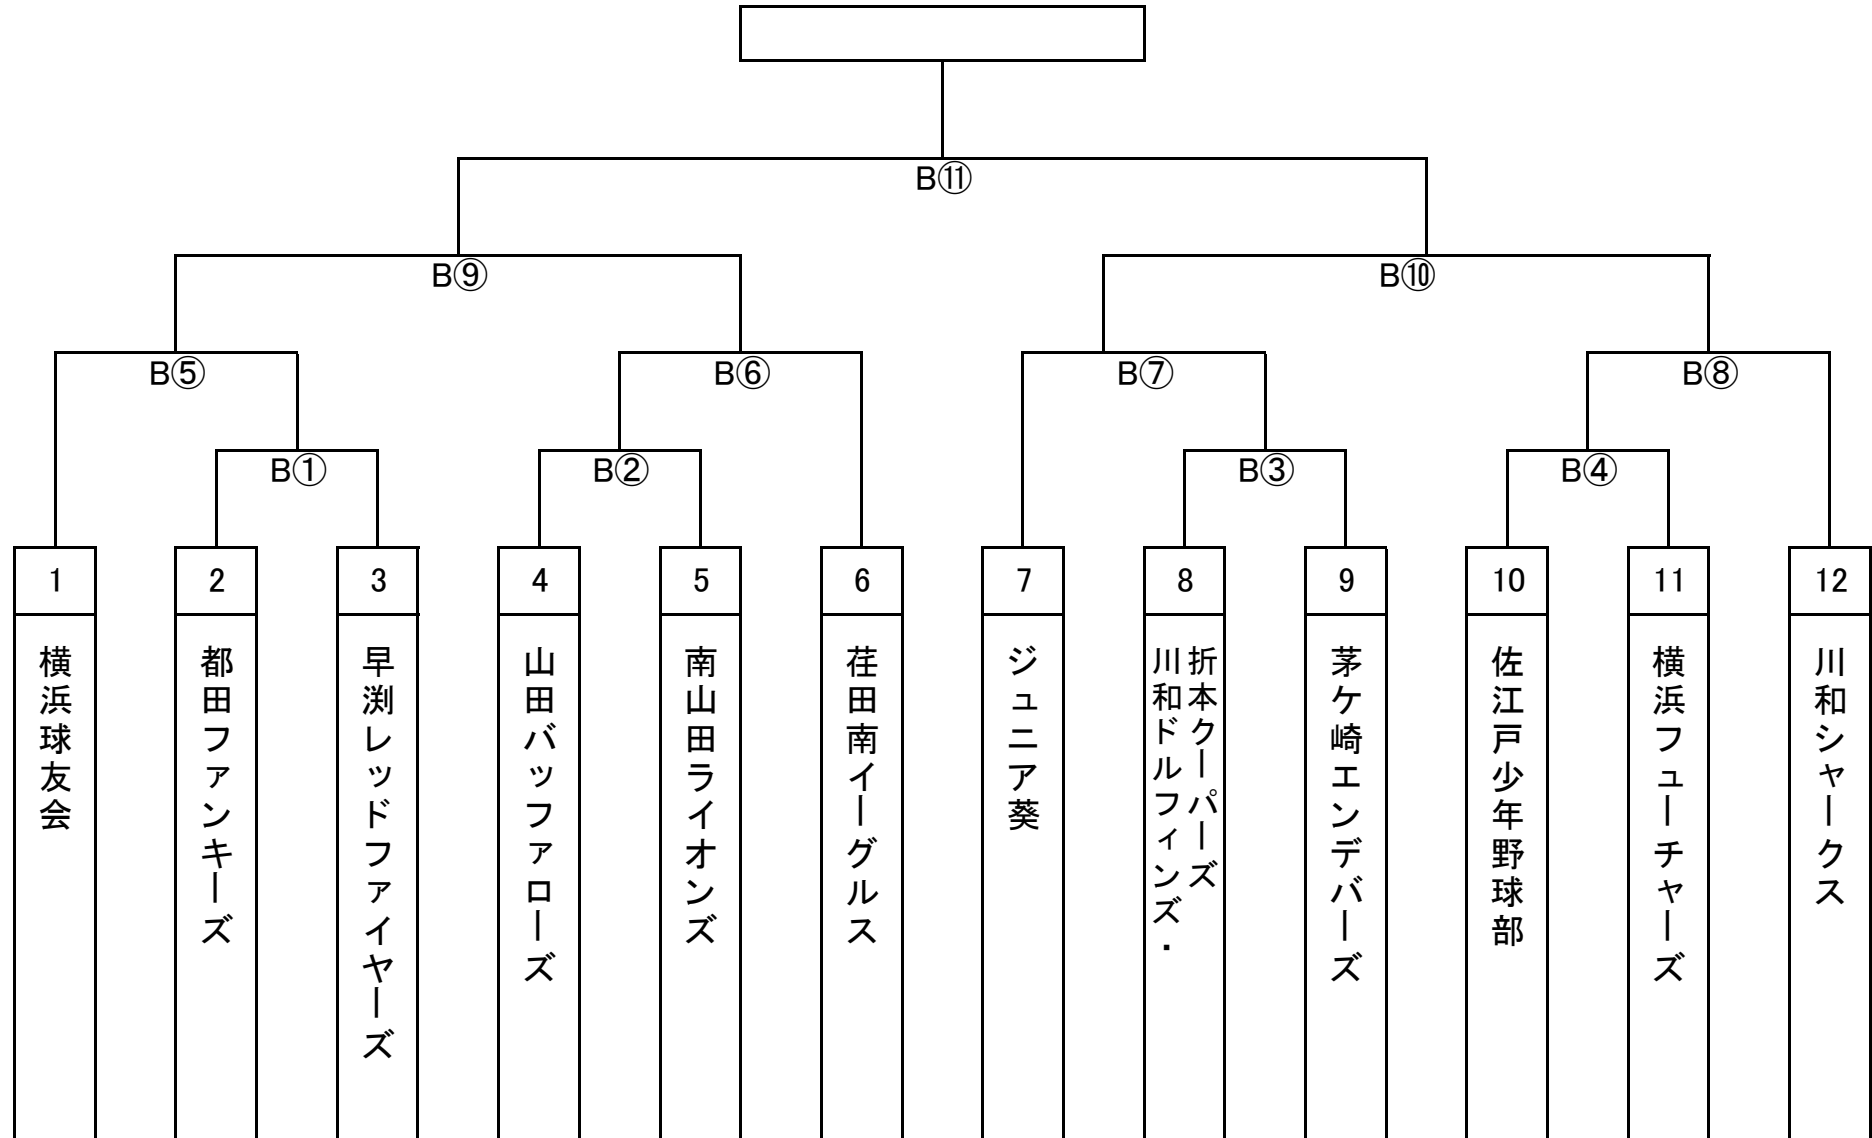 B⑪
B⑨
B⑩
B⑤
B⑥
B⑦
B⑧
B①
B②
B③
B④
1
2
3
4
5
6
7
8
9
10
11
12
横浜球友会
都田ファンキーズ
早渕レッドファイヤーズ
山田バッファローズ
南山田ライオンズ
荏田南イーグルス
ジュニア葵
折本クーパーズ
川和ドルフィンズ・
茅ケ崎エンデバーズ
佐江戸少年野球部
横浜フューチャーズ
川和シャークス